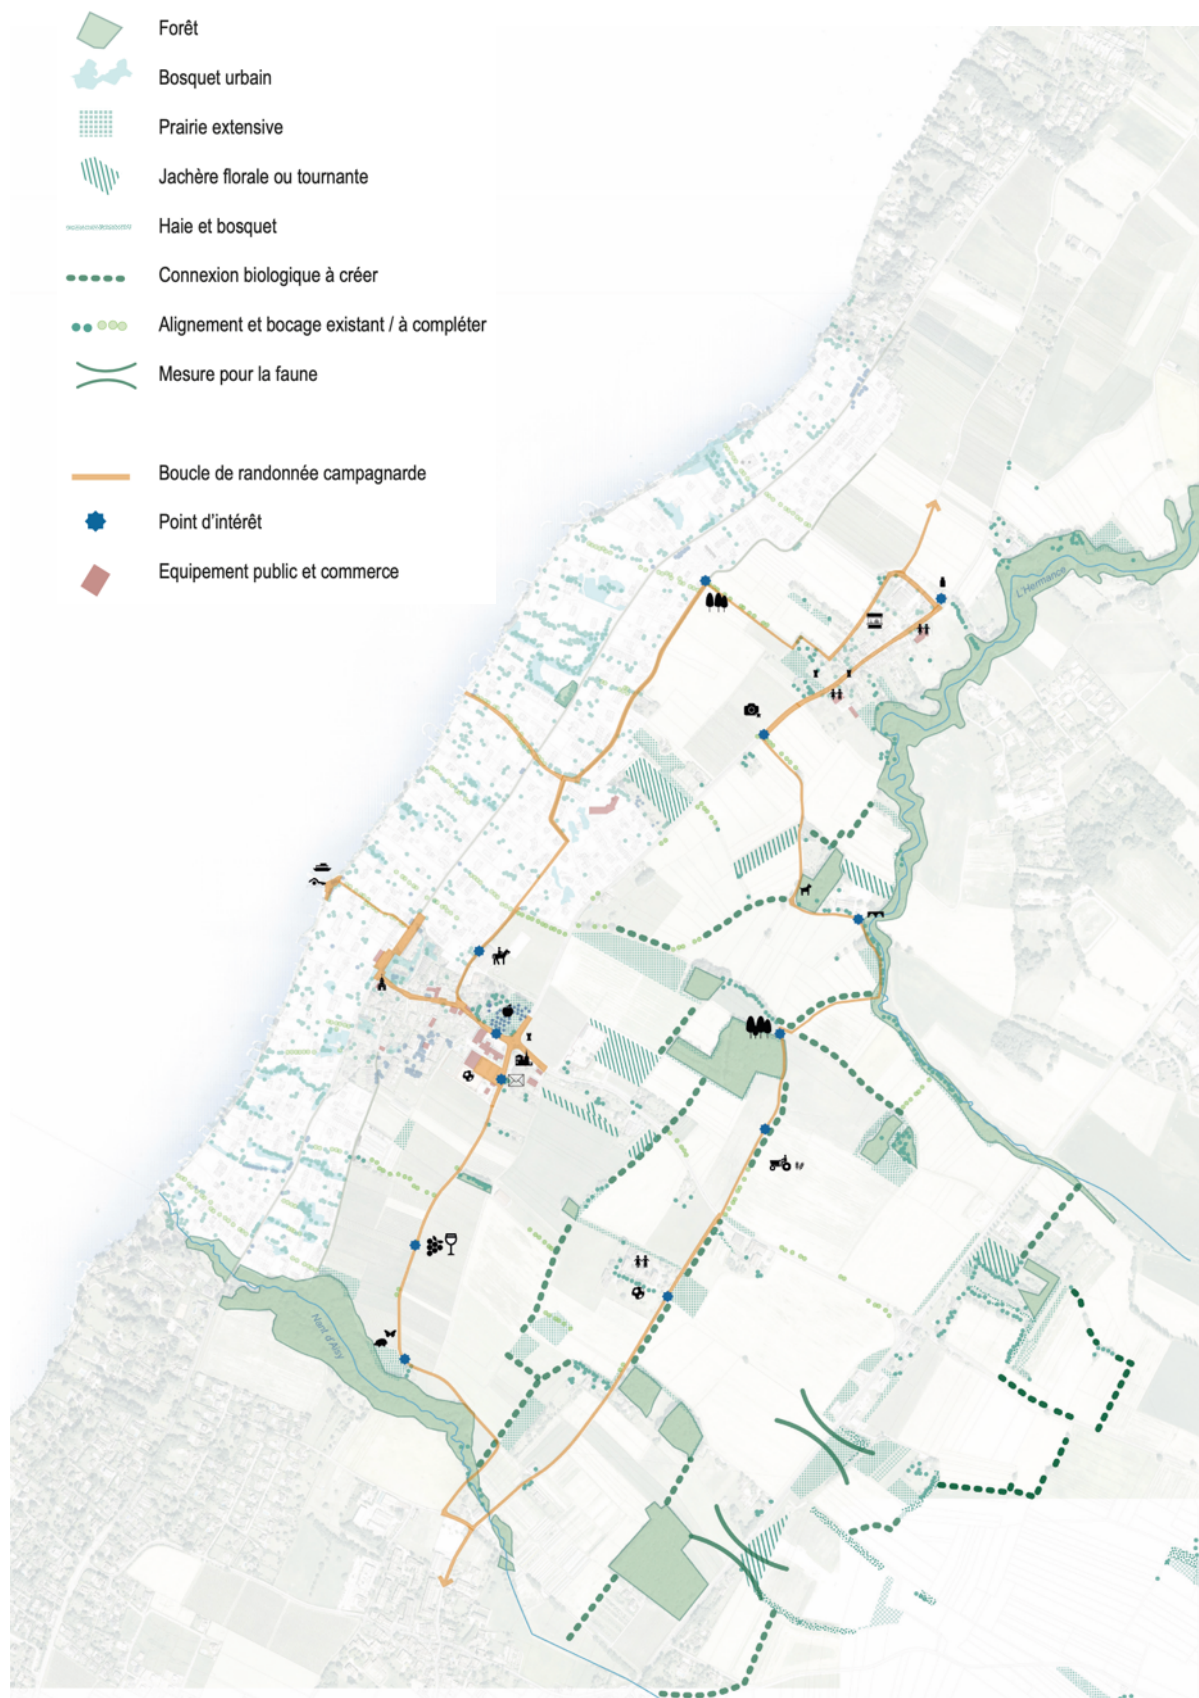 Forêt
Bosquet urbain
Prairie extensive
Jachère florale ou tournante
Haie et bosquet
Connexion biologique à créer
Alignement et bocage existant / à compléter
Mesure pour la faune
Boucle de randonnée campagnarde
Point d'intérêt
Equipement public et commerce
L'Hermance
Nant d'Aisy